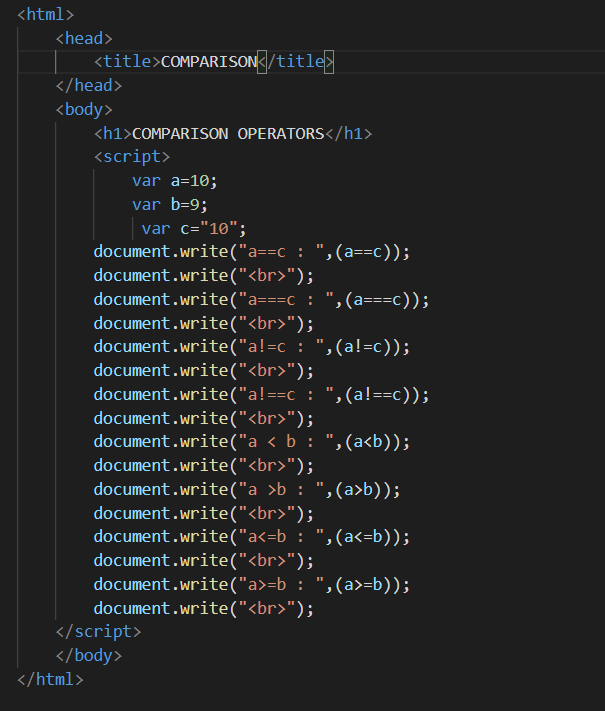 <html>
<head>
<title>COMPARISON</title>
</head>
<body>
<h1>COMPARISON OPERATORS</h1>
<script>
var a=10;
var b=9;
var c="10";
document.write("a==c : ",(a==c));
document.write("<br>");
document.write("a===c : ",(a===c));
document.write("<br>");
document.write("a!=c : ",(a!=c));
document.write("<br>");
document.write("a!==c : ",(a!==c));
document.write("<br>");
document.write("a < b : ",(a<b));
document.write("<br>");
document.write("a >b : ",(a>b));
document.write("<br>");
document.write("a<=b : ",(a<=b));
document.write("<br>");
document.write("a>=b : ",(a>=b));
document.write("<br>");
</script>
</body>
</html>